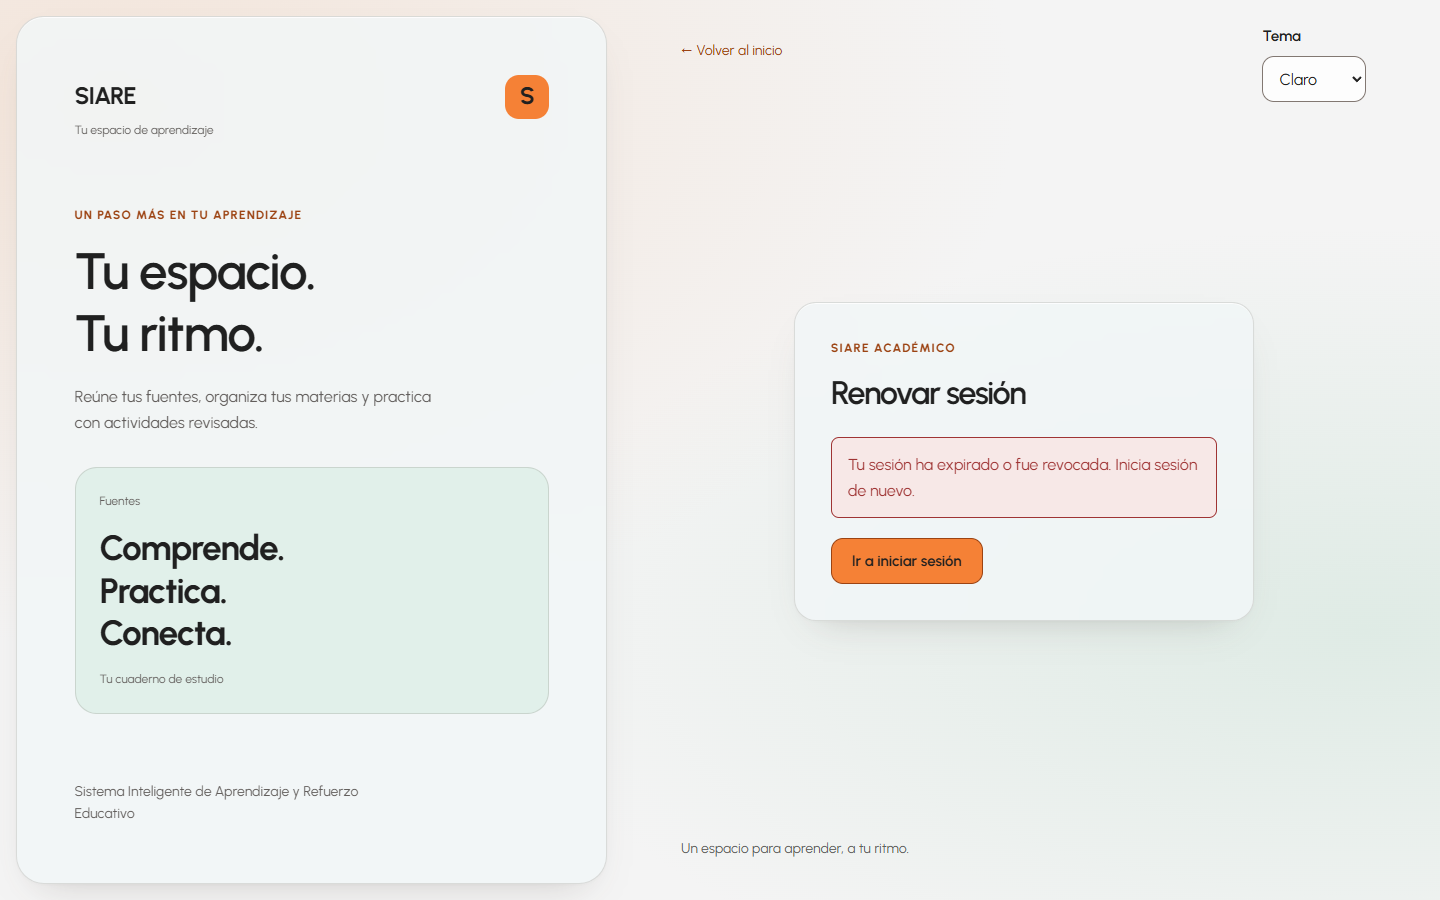 SIARE
S
Tu espacio de aprendizaje
UN PASO MÁS EN TU APRENDIZAJE
Tu espacio.
Tu ritmo.
Reúne tus fuentes, organiza tus materias y practica
con actividades revisadas.
Fuentes
Comprende.
Practica.
Conecta.
Tu cuaderno de estudio
Sistema Inteligente de Aprendizaje y Refuerzo
Educativo
← Volver al inicio
Tema
Claro
SIARE ACADÉMICO
Renovar sesión
Tu sesión ha expirado o fue revocada. Inicia sesión
de nuevo.
Ir a iniciar sesión
Un espacio para aprender, a tu ritmo.